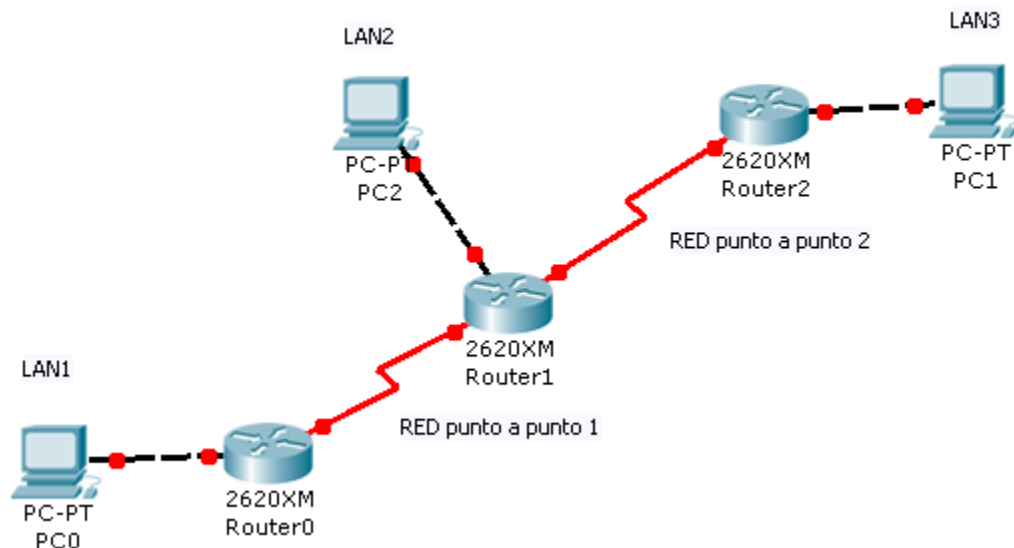 LAN3
LAN2
PC-PT
PC2
2620XM
Router2
PC-PT
PC1
RED punto a punto 2
2620XM
Router1
LAN1
RED punto a punto 1
PC-PT
PC0
2620XM
Router0